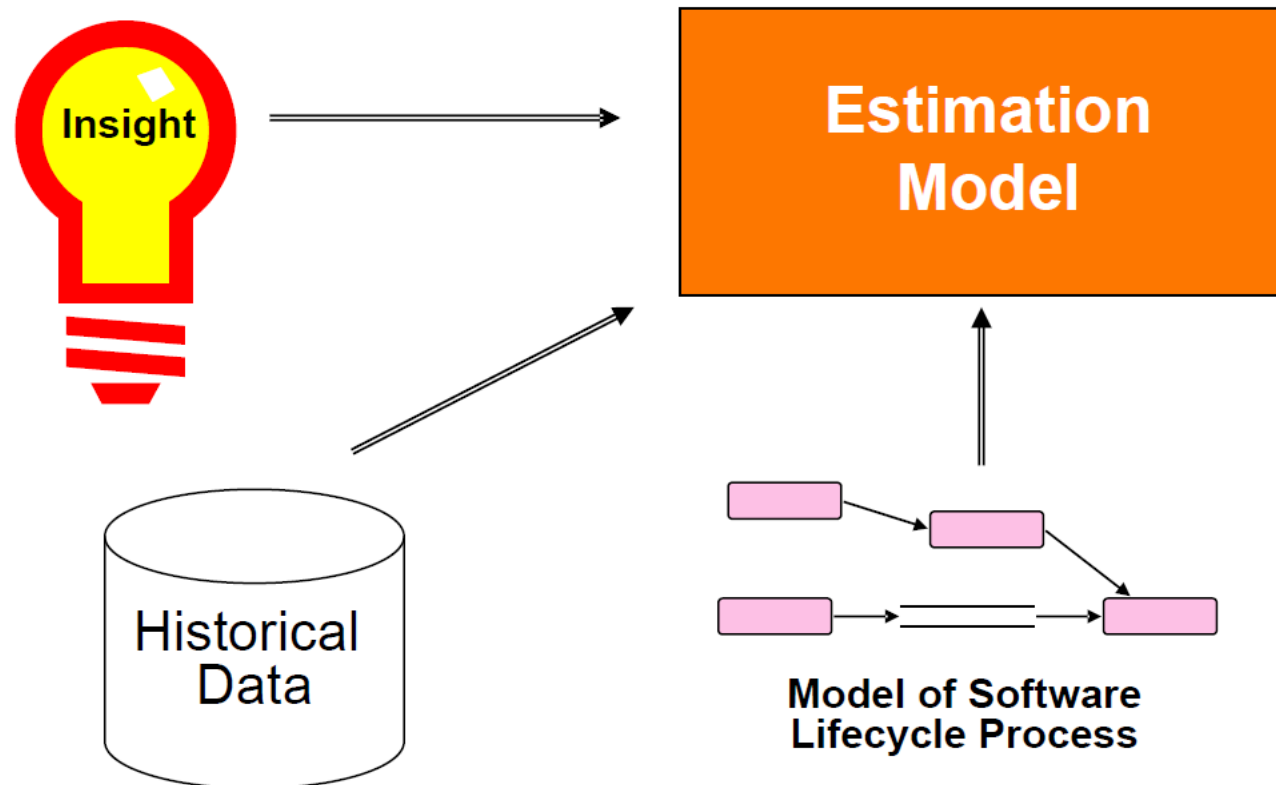 Insight
Estimation
Model
Historical
Data
Model of Software
Lifecycle Process